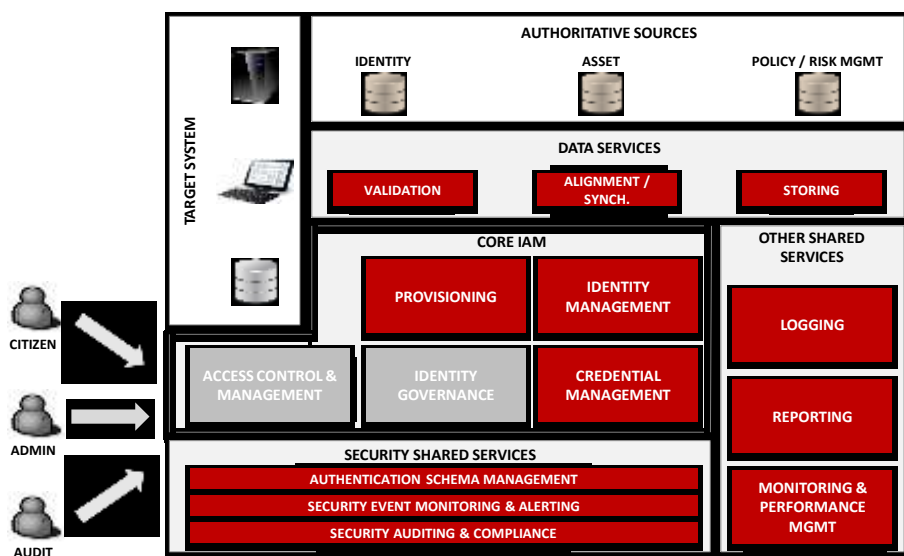 AUTHORITATIVE SOURCES
IDENTITY
ASSET
POLICY / RISK MGMT
TARGET SYSTEM
DATA SERVICES
VALIDATION
ALIGNMENT /
SYNCH.
STORING
CORE IAM
OTHER SHARED
SERVICES
PROVISIONING
IDENTITY
MANAGEMENT
LOGGING
CITIZEN
ACCESS CONTROL &
MANAGEMENT
IDENTITY
GOVERNANCE
CREDENTIAL
MANAGEMENT
REPORTING
ADMIN
SECURITY SHARED SERVICES
AUTHENTICATION SCHEMA MANAGEMENT
SECURITY EVENT MONITORING & ALERTING
SECURITY AUDITING & COMPLIANCE
MONITORING &
PERFORMANCE
MGMT
AUDIT